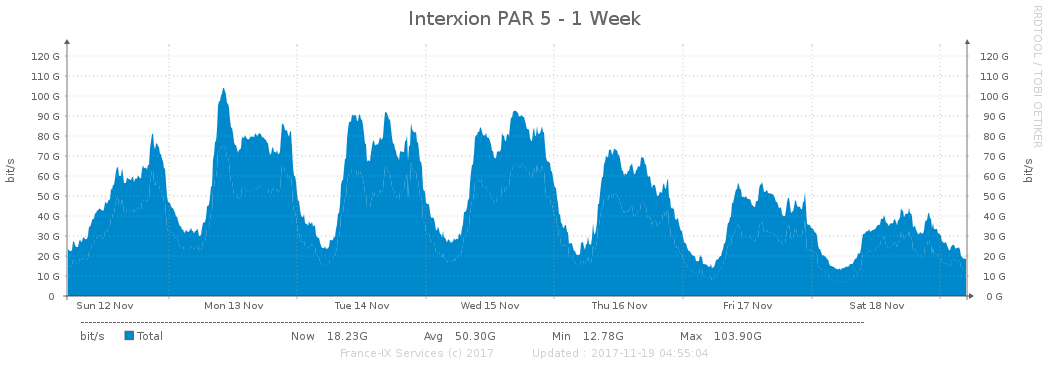 Interxion PAR 5 - 1 Week
RRDTOOL / TOBI OETIKER
bit/s
bit/s
120 G 120 G
110 G 110 G
100 G 100 G
90 G 90 G
80 G 80 G
70 G 70 G
60 G 60 G
50 G 50 G
40 G 40 G
30 G 30 G
20 G 20 G
10 G 10 G
0 0 G
Sun 12 Nov Mon 13 Nov Tue 14 Nov Wed 15 Nov Thu 16 Nov Fri 17 Nov Sat 18 Nov
bit/s Total Now 18.23G Avg 50.30G Min 12.78G Max 103.90G
France-IX Services (c) 2017 Updated : 2017-11-19 04:55:04